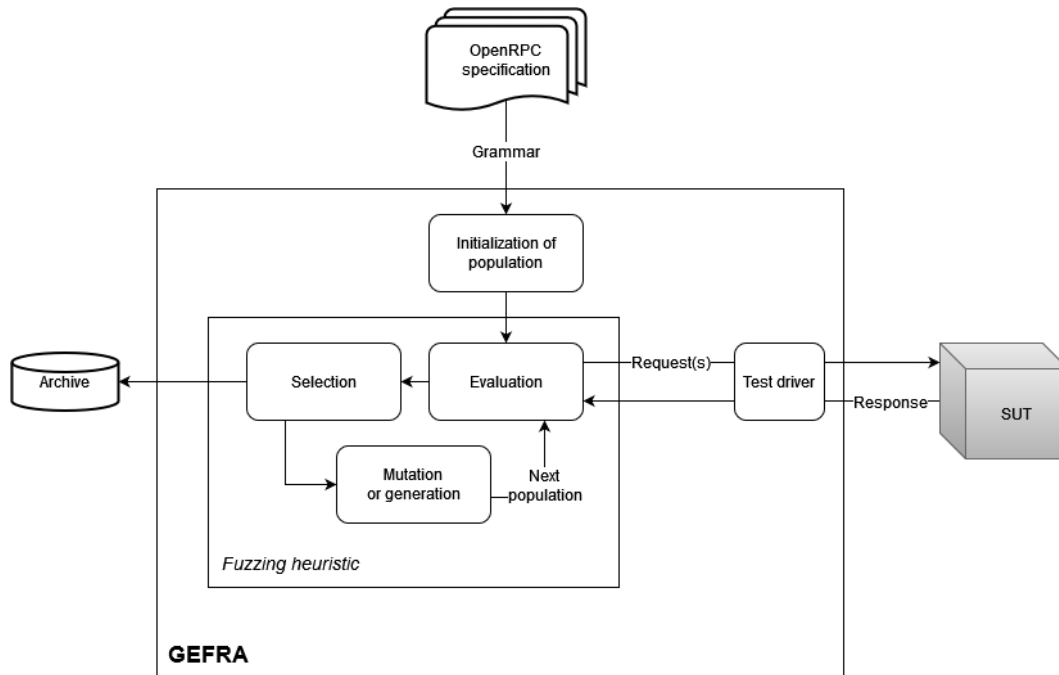 OpenRPC
specification
Grammar
Initialization of
population
Archive
Selection
Evaluation
Request(s)
Test driver
Response
SUT
Mutation
or generation
Next
population
Fuzzing heuristic
GEFRA